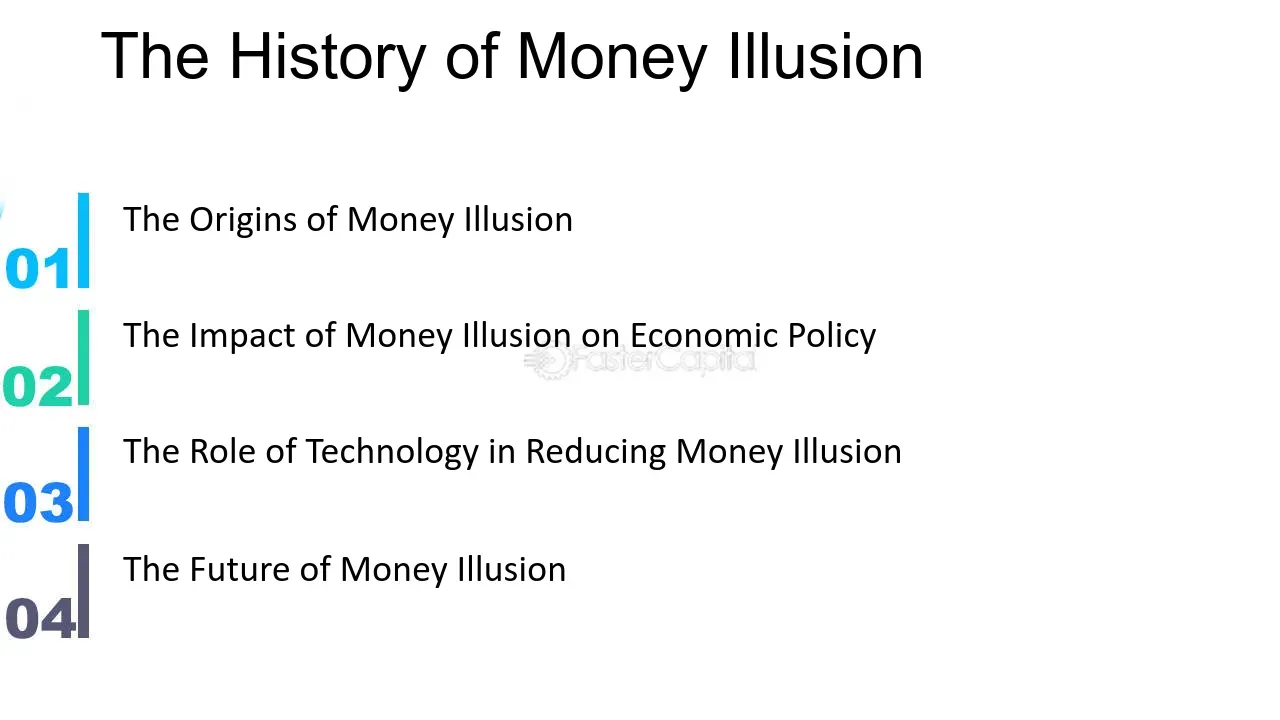 The History of Money Illusion
01 The Origins of Money Illusion
02 The Impact of Money Illusion on Economic Policy
FasterCapital
03 The Role of Technology in Reducing Money Illusion
04 The Future of Money Illusion